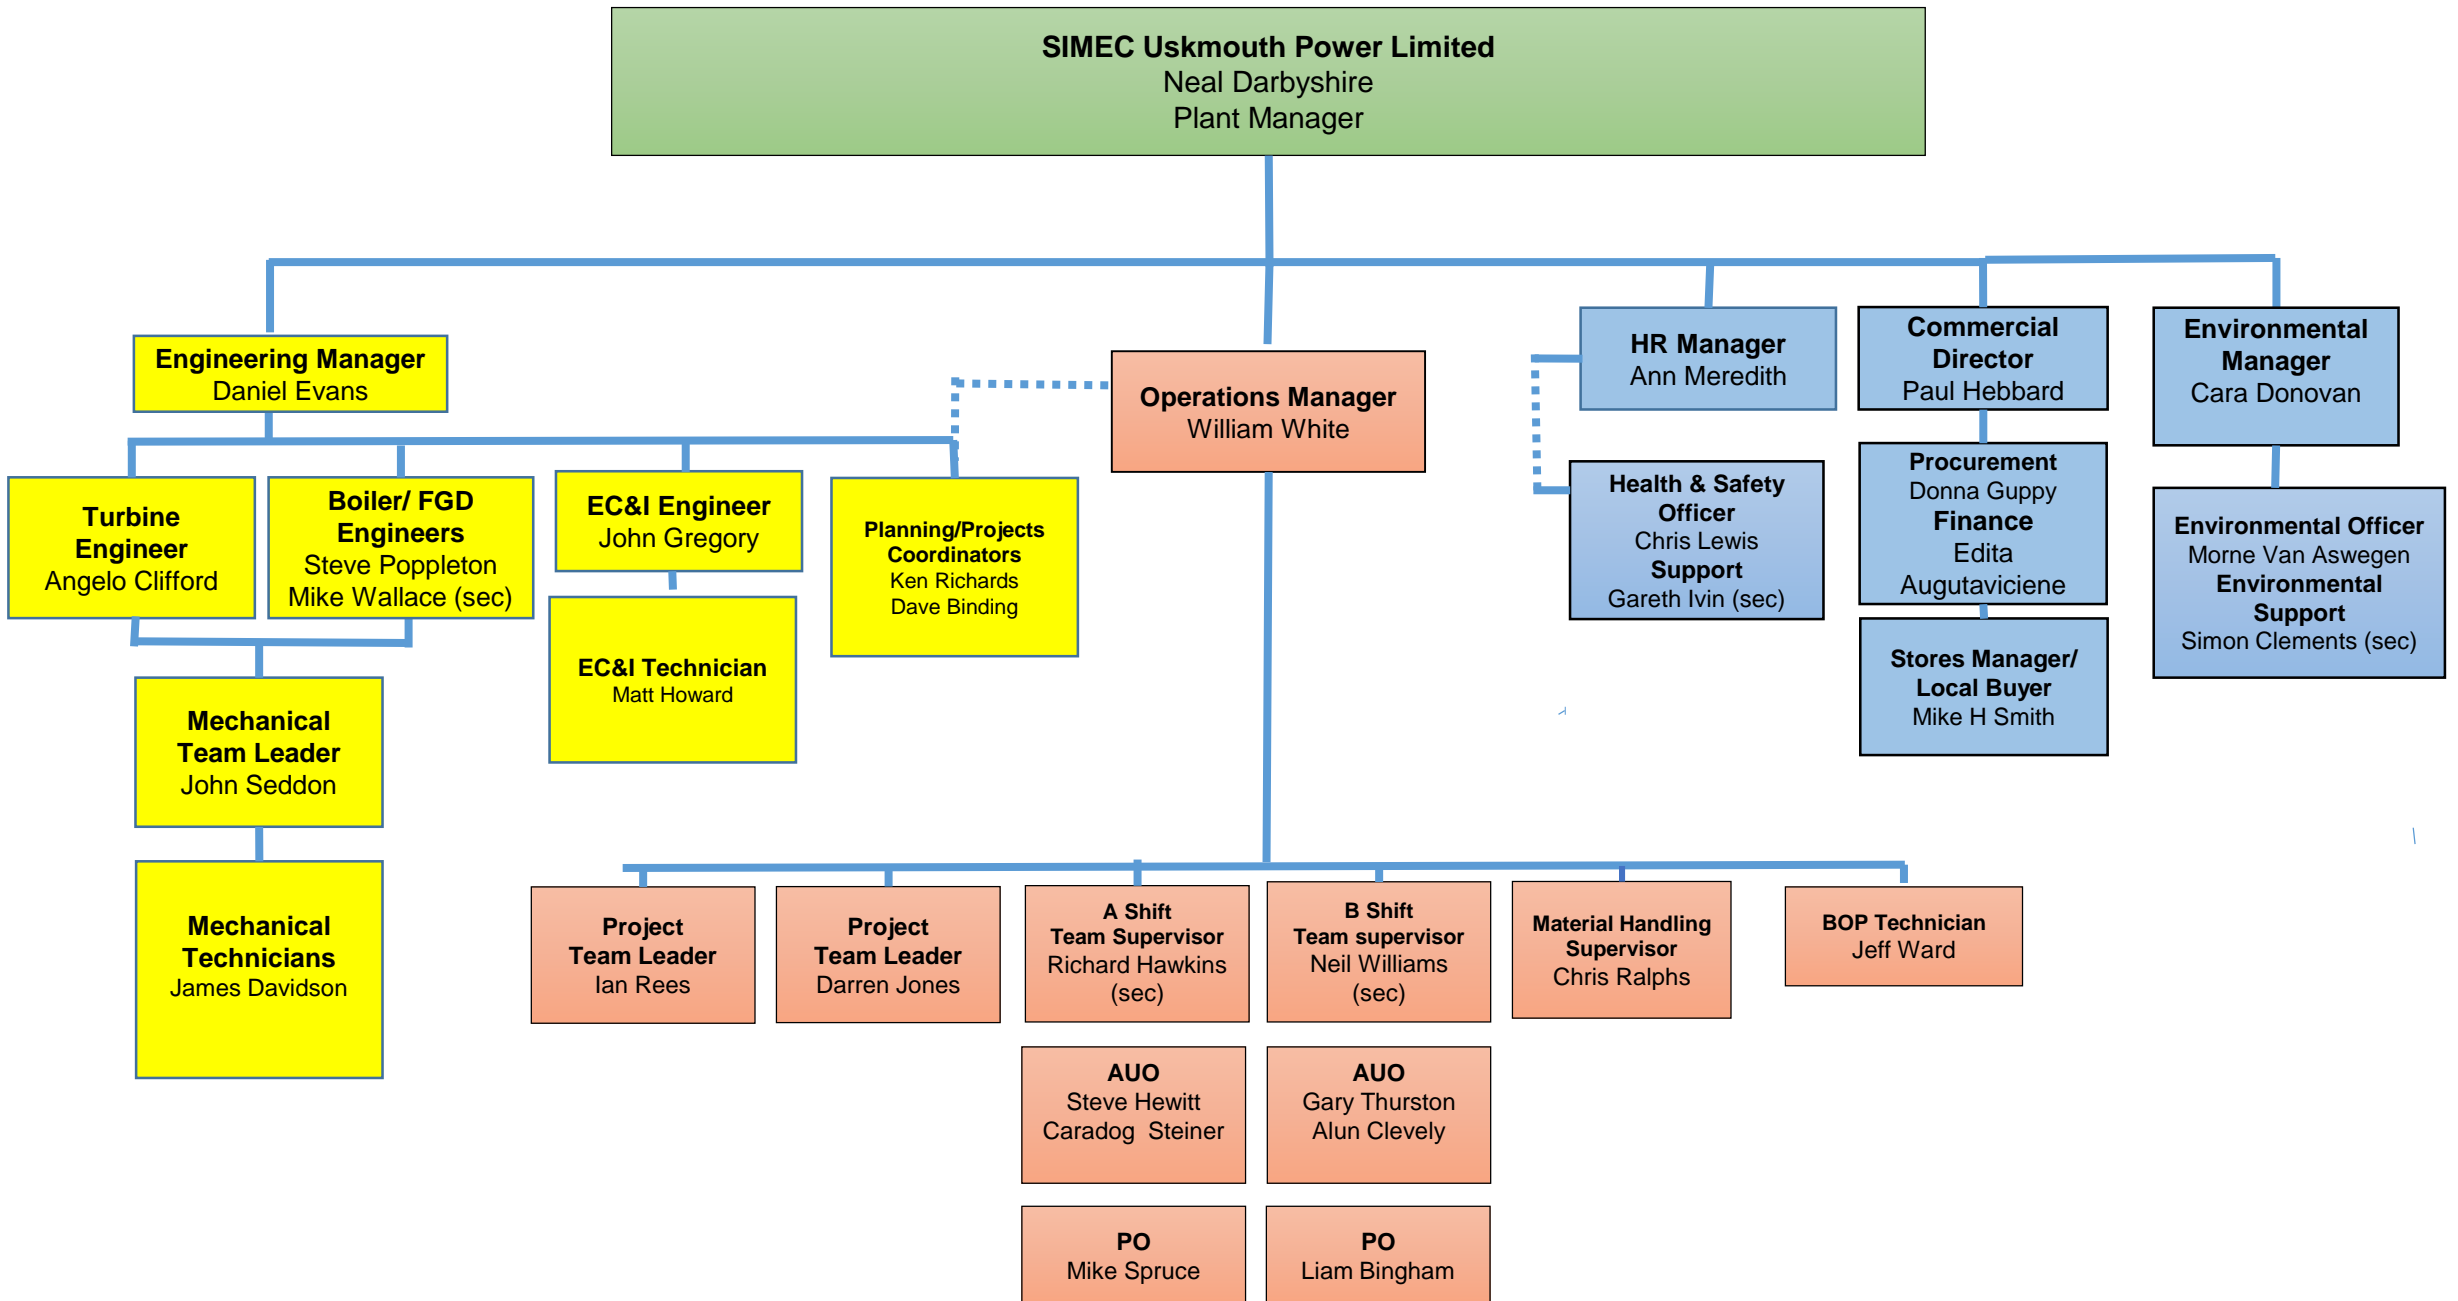 SIMEC Uskmouth Power Limited
Neal Darbyshire
Plant Manager
Engineering Manager
Daniel Evans
Operations Manager
William White
HR Manager
Ann Meredith
Commercial
Director
Paul Hebbard
Environmental
Manager
Cara Donovan
Turbine
Engineer
Angelo Clifford
Boiler/ FGD
Engineers
Steve Poppleton
Mike Wallace (sec)
EC&I Engineer
John Gregory
Planning/Projects
Coordinators
Ken Richards
Dave Binding
Health & Safety
Officer
Chris Lewis
Support
Gareth Ivin (sec)
Procurement
Donna Guppy
Finance
Edita
Augutaviciene
Environmental Officer
Morne Van Aswegen
Environmental
Support
Simon Clements (sec)
EC&I Technician
Matt Howard
Stores Manager/
Local Buyer
Mike H Smith
Mechanical
Team Leader
John Seddon
Mechanical
Technicians
James Davidson
Project
Team Leader
Ian Rees
Project
Team Leader
Darren Jones
A Shift
Team Supervisor
Richard Hawkins
(sec)
B Shift
Team supervisor
Neil Williams
(sec)
Material Handling
Supervisor
Chris Ralphs
BOP Technician
Jeff Ward
AUO
Steve Hewitt
Caradog  Steiner
AUO
Gary Thurston
Alun Clevely
PO
Mike Spruce
PO
Liam Bingham